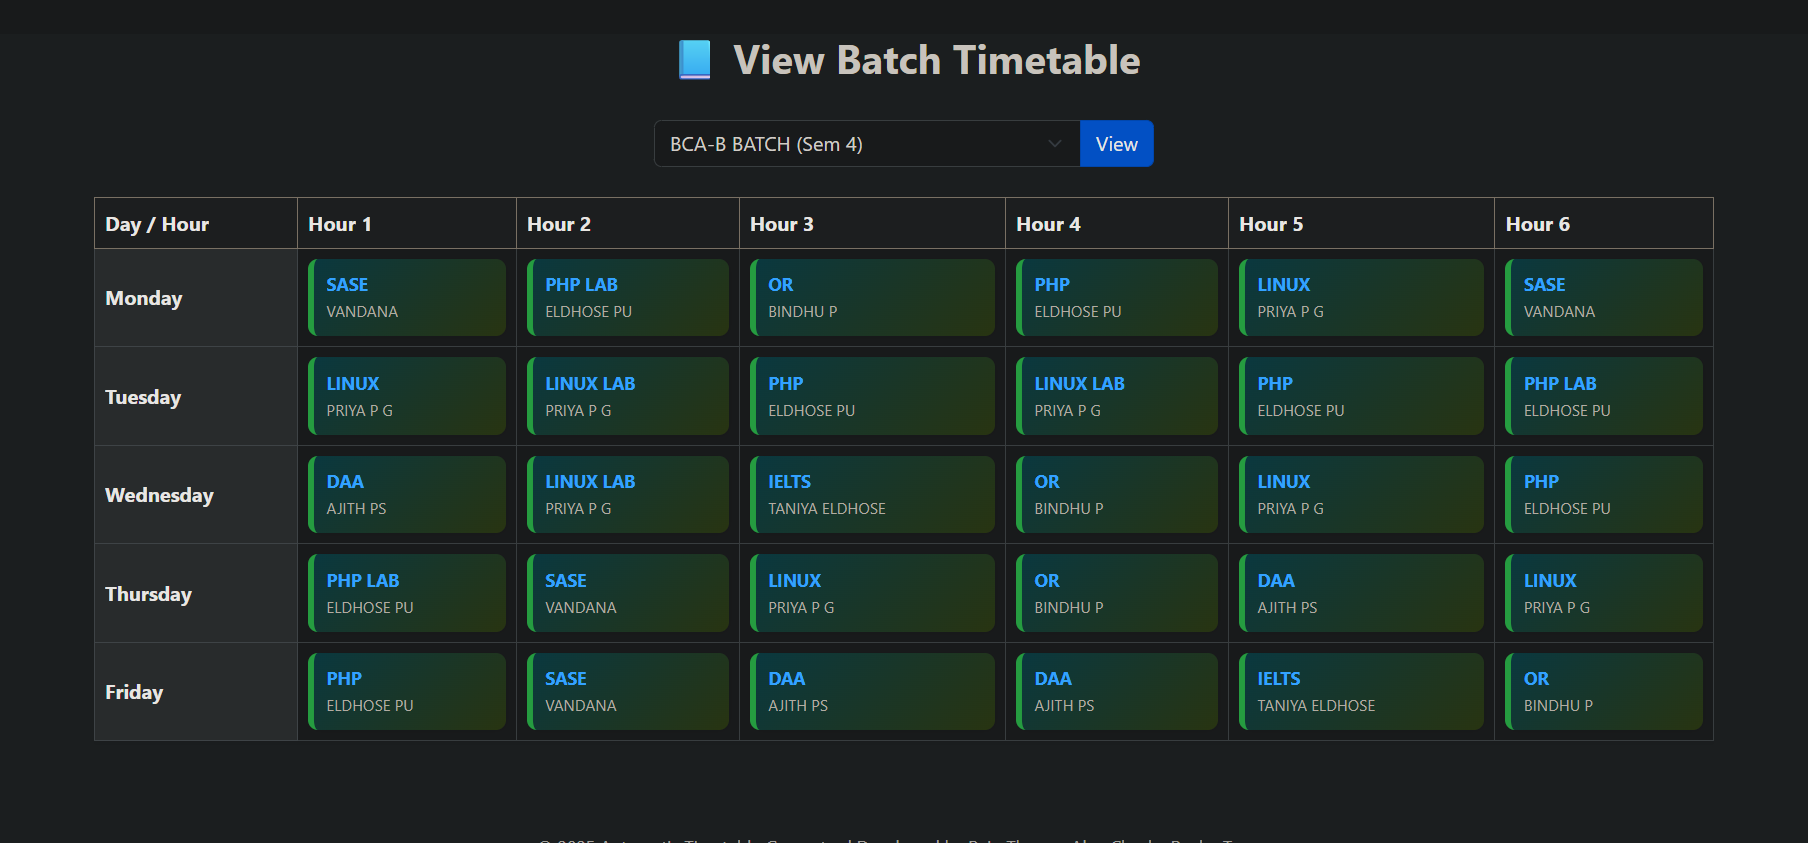 View Batch Timetable
BCA-B BATCH (Sem 4)
View
Day / Hour
Hour 1
Hour 2
Hour 3
Hour 4
Hour 5
Hour 6
Monday
SASE
VANDANA
PHP LAB
ELDHOSE PU
OR
BINDHU P
PHP
ELDHOSE PU
LINUX
PRIYA P G
SASE
VANDANA
Tuesday
LINUX
PRIYA P G
LINUX LAB
PRIYA P G
PHP
ELDHOSE PU
LINUX LAB
PRIYA P G
PHP
ELDHOSE PU
PHP LAB
ELDHOSE PU
Wednesday
DAA
AJITH PS
LINUX LAB
PRIYA P G
IELTS
TANIYA ELDHOSE
OR
BINDHU P
LINUX
PRIYA P G
PHP
ELDHOSE PU
Thursday
PHP LAB
ELDHOSE PU
SASE
VANDANA
LINUX
PRIYA P G
OR
BINDHU P
DAA
AJITH PS
LINUX
PRIYA P G
Friday
PHP
ELDHOSE PU
SASE
VANDANA
DAA
AJITH PS
DAA
AJITH PS
IELTS
TANIYA ELDHOSE
OR
BINDHU P